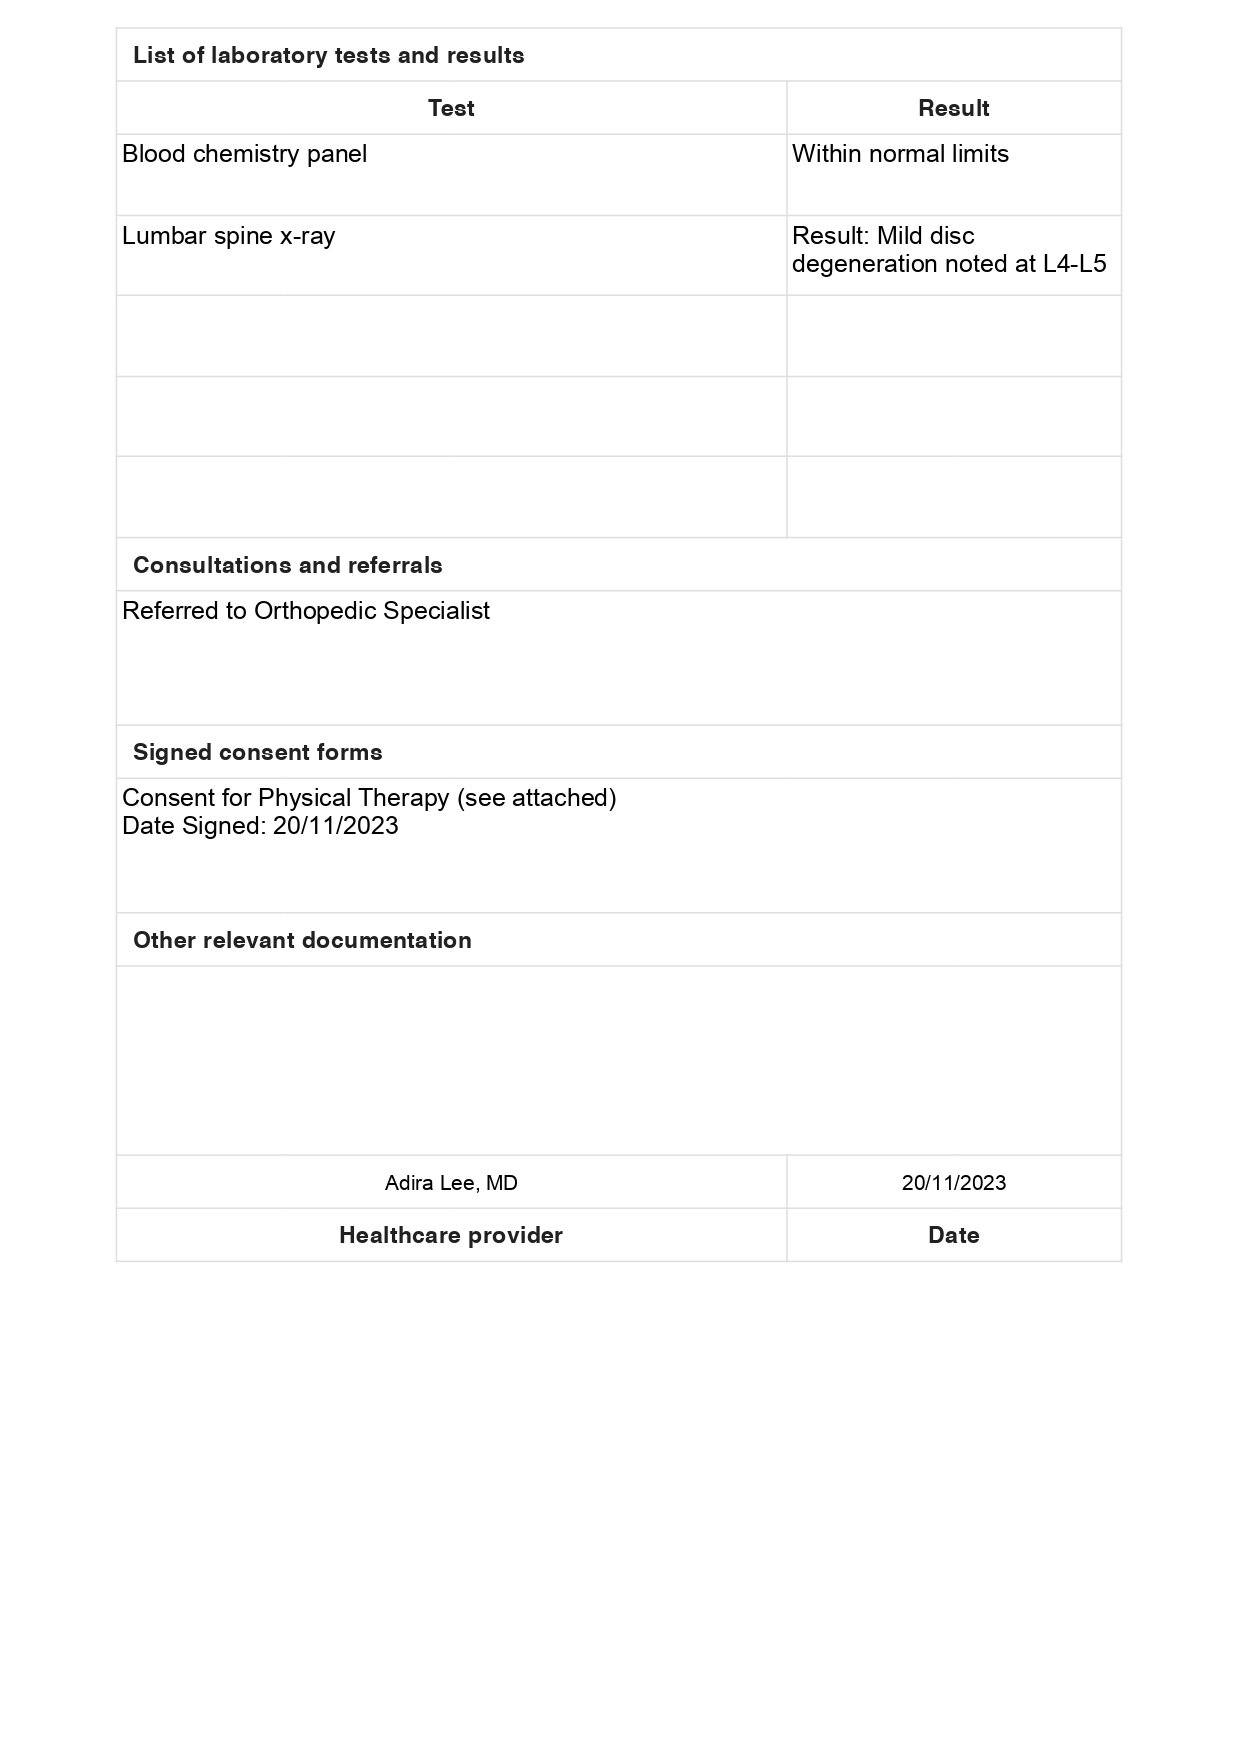 List of laboratory tests and results
Test Result
Blood chemistry panel Within normal limits
Lumbar spine x-ray Result: Mild disc
degeneration noted at L4-L5
Consultations and referrals
Referred to Orthopedic Specialist
Signed consent forms
Consent for Physical Therapy (see attached)
Date Signed: 20/11/2023
Other relevant documentation
Adira Lee, MD 20/11/2023
Healthcare provider Date